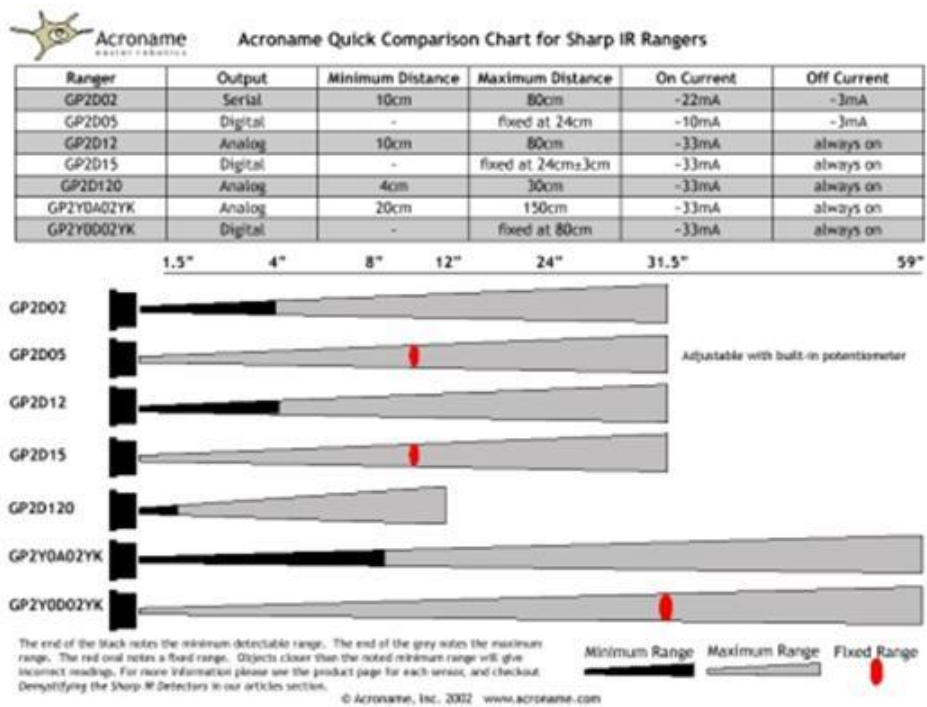 Acroname
easier robotics
Acroname Quick Comparison Chart for Sharp IR Rangers
Ranger Output Minimum Distance Maximum Distance On Current Off Current
GP2D02 Serial 10cm 80cm ~22mA ~3mA
GP2D05 Digital - fixed at 24cm ~10mA ~3mA
GP2D12 Analog 10cm 80cm ~33mA always on
GP2D15 Digital - fixed at 24cm±3cm ~33mA always on
GP2D120 Analog 4cm 30cm ~33mA always on
GP2Y0A02YK Analog 20cm 150cm ~33mA always on
GP2Y0D02YK Digital - fixed at 80cm ~33mA always on
1.5" 4" 8" 12" 24" 31.5" 59"
GP2D02
GP2D05 Adjustable with built-in potentiometer
GP2D12
GP2D15
GP2D120
GP2Y0A02YK
GP2Y0D02YK
The end of the black notes the minimum detectable range. The end of the grey notes the maximum
range. The red oval notes a fixed range. Objects closer than the noted minimum range will give
incorrect readings. For more information please see the product page for each sensor, and checkout
Demystifying the Sharp IR Detectors in our articles section.
Minimum Range Maximum Range Fixed Range
© Acroname, Inc. 2002 www.acroname.com